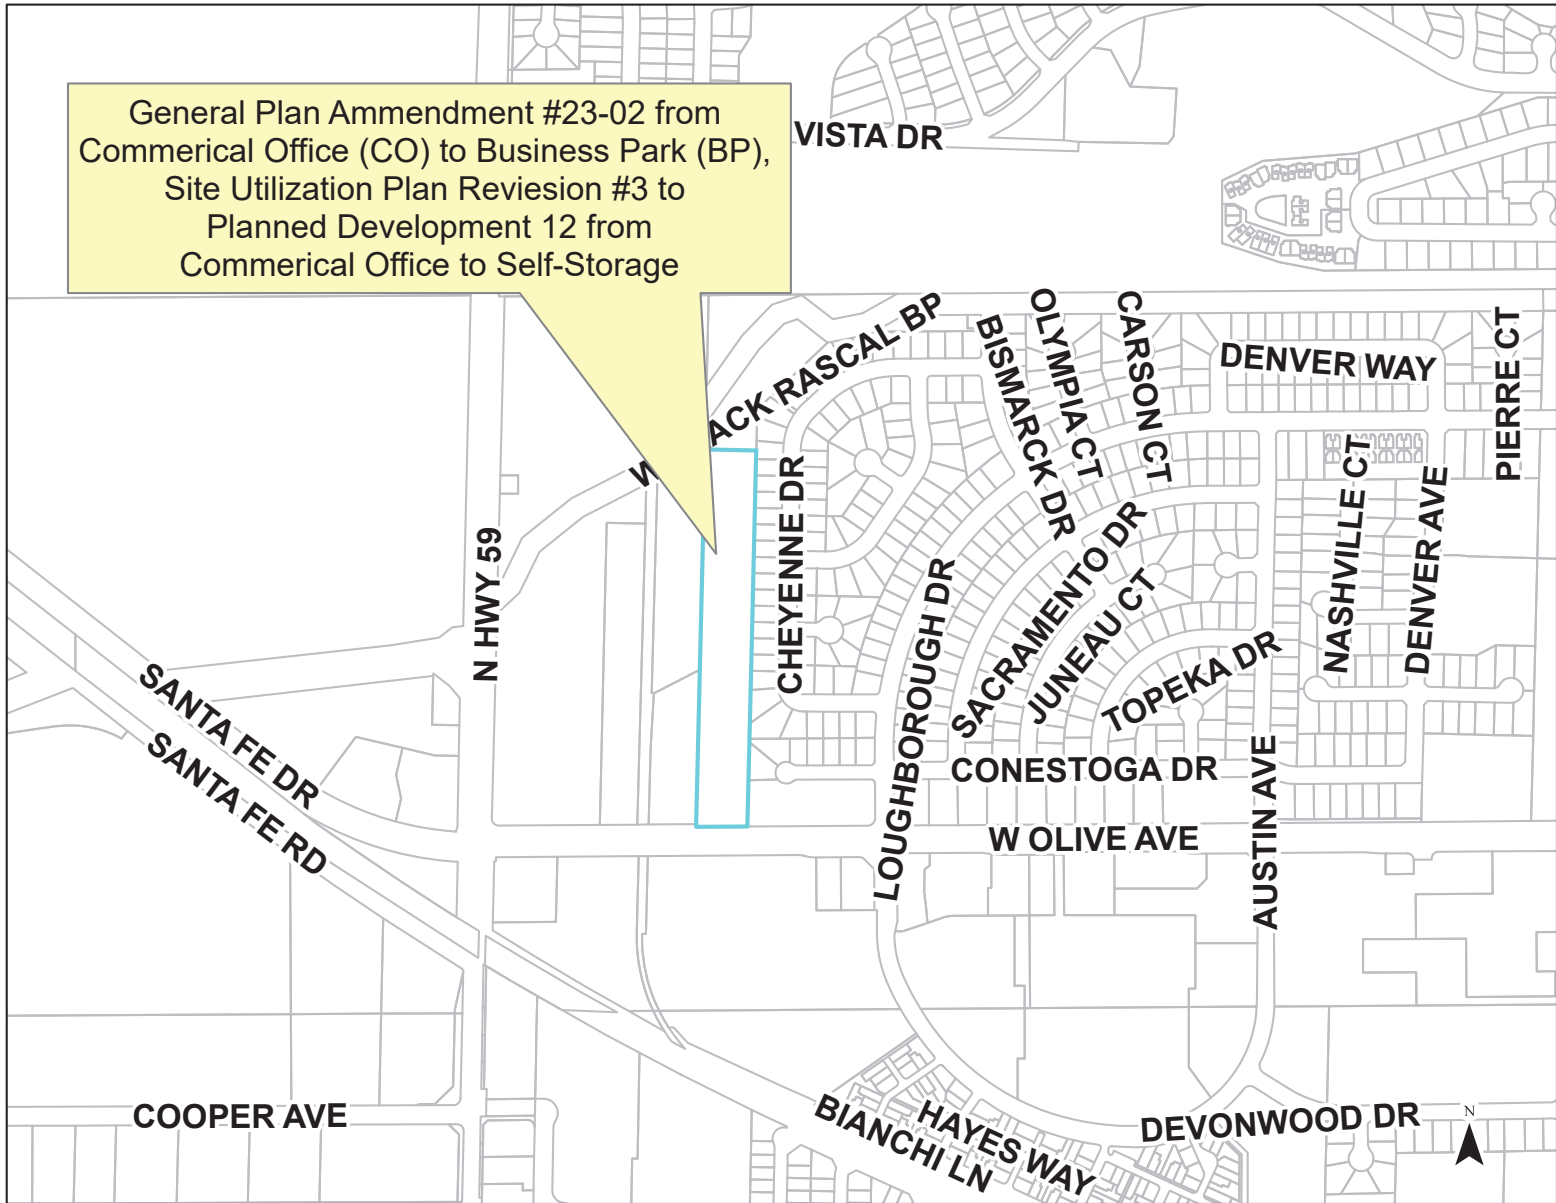 General Plan Ammendment #23-02 from
Commerical Office (CO) to Business Park (BP),
Site Utilization Plan Reviesion #3 to
Planned Development 12 from
Commerical Office to Self-Storage
VISTA DR
W
ACK RASCAL BP
BISMARCK DR
OLYMPIA CT
CARSON CT
DENVER WAY
PIERRE CT
N HWY 59
CHEYENNE DR
NASHVILLE CT
DENVER AVE
LOUGHBOROUGH DR
SACRAMENTO DR
JUNEAU CT
TOPEKA DR
SANTA FE DR
SANTA FE RD
CONESTOGA DR
AUSTIN AVE
W OLIVE AVE
COOPER AVE
BIANCHI LN
HAYES WAY
DEVONWOOD DR
N